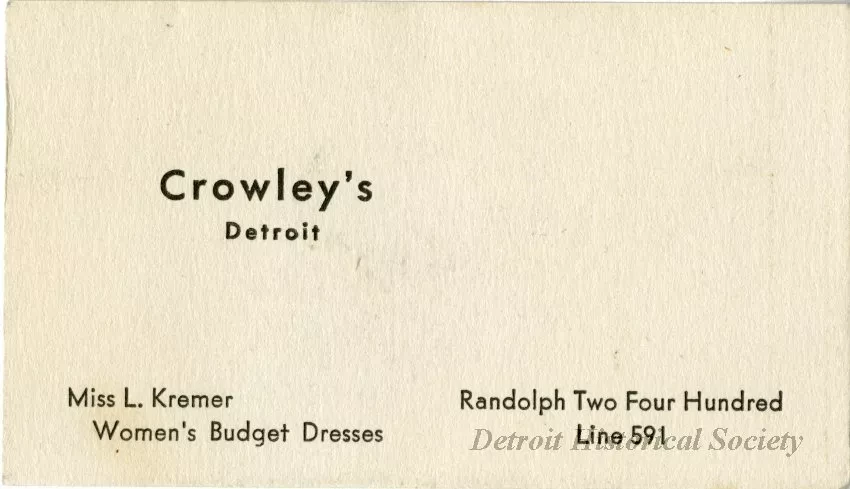 Crowley's
Detroit
Miss L. Kremer
Women's Budget Dresses
Randolph Two Four Hundred
Line 591
Detroit Historical Society